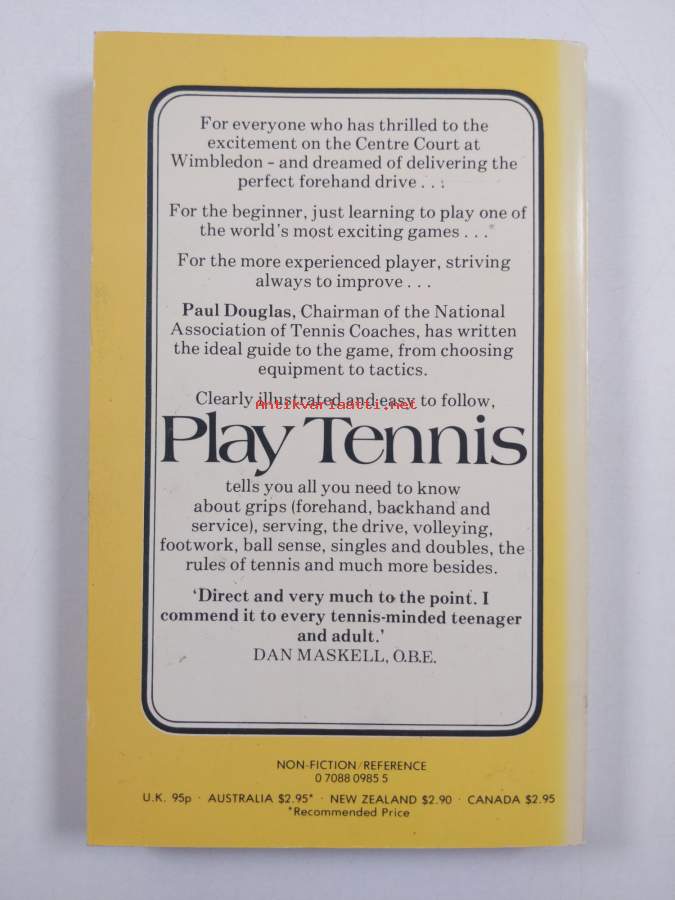 For everyone who has thrilled to the
excitement on the Centre Court at
Wimbledon - and dreamed of delivering the
perfect forehand drive . . .
For the beginner, just learning to play one of
the world's most exciting games . . .
For the more experienced player, striving
always to improve . . .
Paul Douglas, Chairman of the National
Association of Tennis Coaches, has written
the ideal guide to the game, from choosing
equipment to tactics.
Clearly illustrated and easy to follow,
Antikvariaatti.net
Play Tennis
tells you all you need to know
about grips (forehand, backhand and
service), serving, the drive, volleying,
footwork, ball sense, singles and doubles, the
rules of tennis and much more besides.
'Direct and very much to the point. I
commend it to every tennis-minded teenager
and adult.'
DAN MASKELL, O.B.E.
NON-FICTION/REFERENCE
0 7088 0985 5
U.K. 95p · AUSTRALIA $2.95* · NEW ZEALAND $2.90 · CANADA $2.95
*Recommended Price